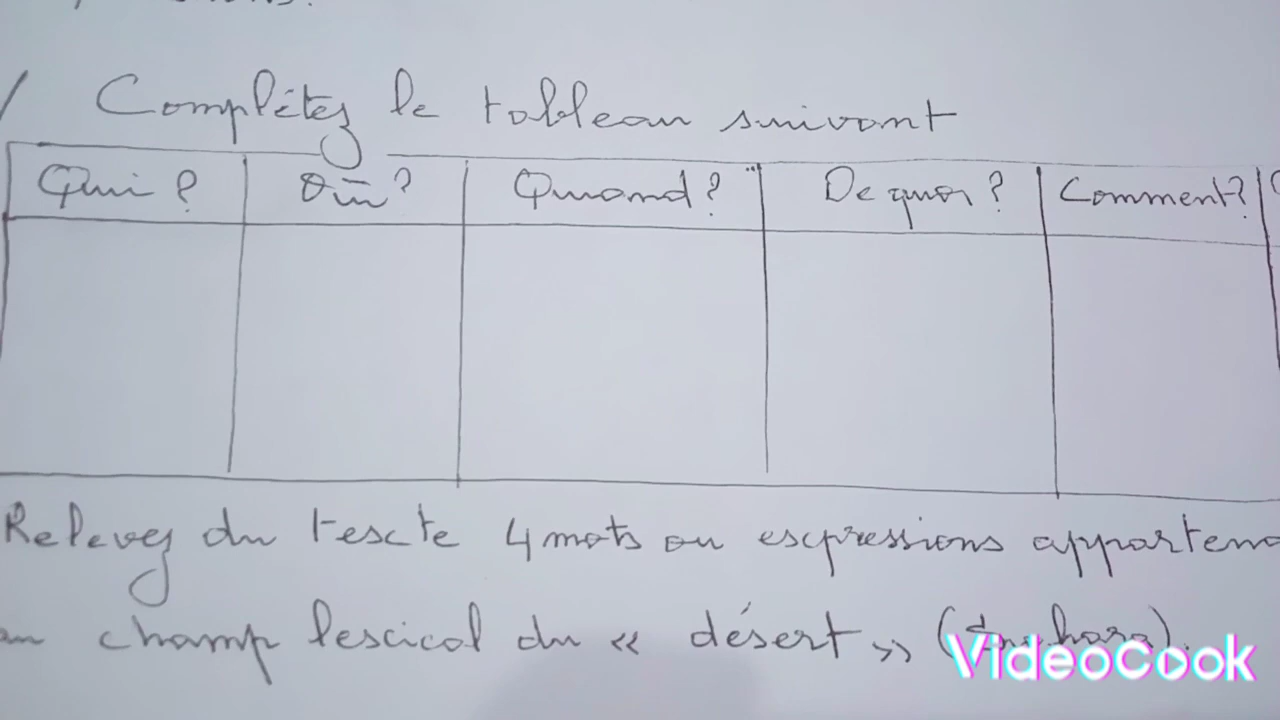 / Complétez le tableau suivant
Qui ? Où ? Quand ? De quoi ? Comment ?
Relevez du texte 4 mots ou expressions
au champ lexical du « désert »
VideoCook